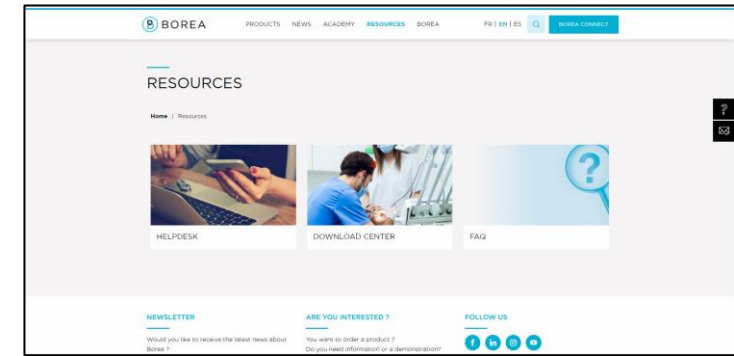 BOREA PRODUCTS NEWS ACADEMY RESOURCES BOREA FR | EN | ES BOREA CONNECT
RESOURCES
Home | Resources
HELPDESK DOWNLOAD CENTER FAQ
NEWSLETTER ARE YOU INTERESTED ? FOLLOW US
Would you like to receive the latest news about You want to order a product ?
Borea ? Do you need information or a demonstration?